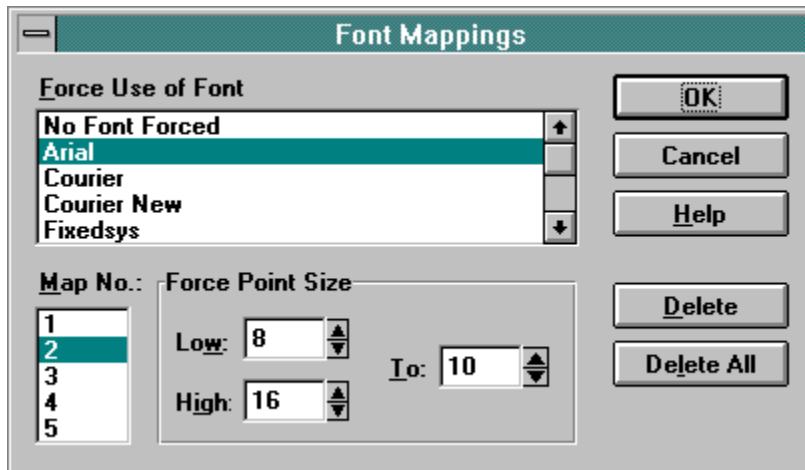 Font Mappings
Force Use of Font
No Font Forced
Arial
Courier
Courier New
Fixedsys
OK
Cancel
Help
Map No.:
1
2
3
4
5
Force Point Size
Low: 8
High: 16
To: 10
Delete
Delete All